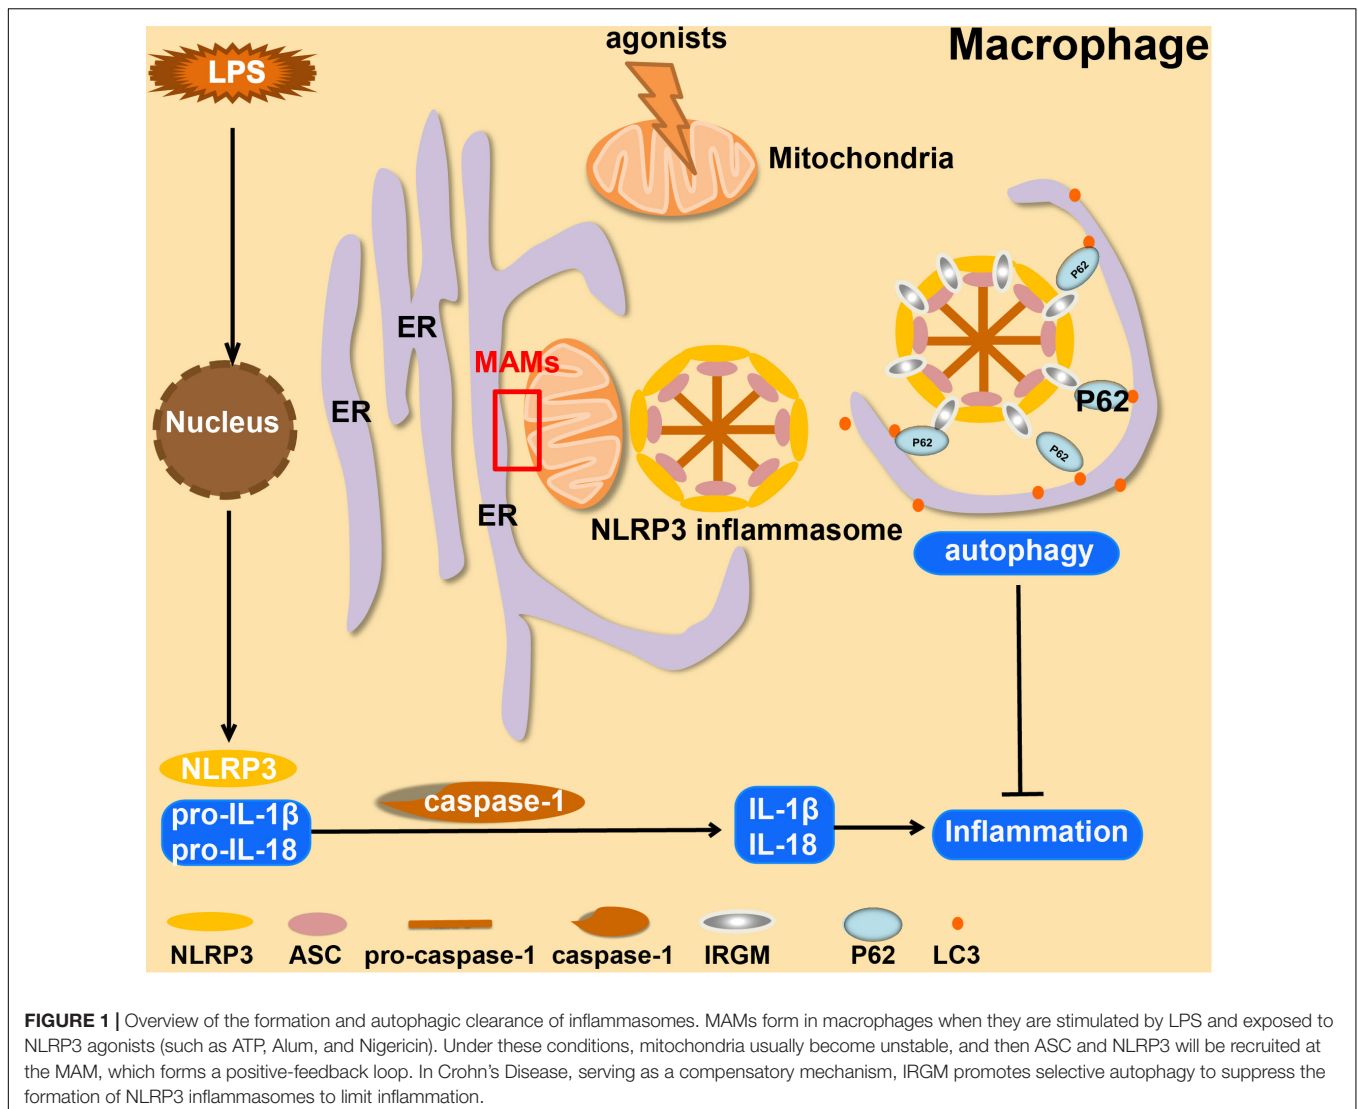 agonists
Macrophage
LPS
Mitochondria
P62
ER
MAMs
ER
P62
Nucleus
P62
P62
ER
NLRP3 inflammasome
autophagy
NLRP3
caspase-1
pro-IL-1β
pro-IL-18
IL-1β
IL-18
Inflammation
NLRP3 ASC pro-caspase-1 caspase-1 IRGM P62 LC3
FIGURE 1 | Overview of the formation and autophagic clearance of inflammasomes. MAMs form in macrophages when they are stimulated by LPS and exposed to
NLRP3 agonists (such as ATP, Alum, and Nigericin). Under these conditions, mitochondria usually become unstable, and then ASC and NLRP3 will be recruited at
the MAM, which forms a positive-feedback loop. In Crohn’s Disease, serving as a compensatory mechanism, IRGM promotes selective autophagy to suppress the
formation of NLRP3 inflammasomes to limit inflammation.